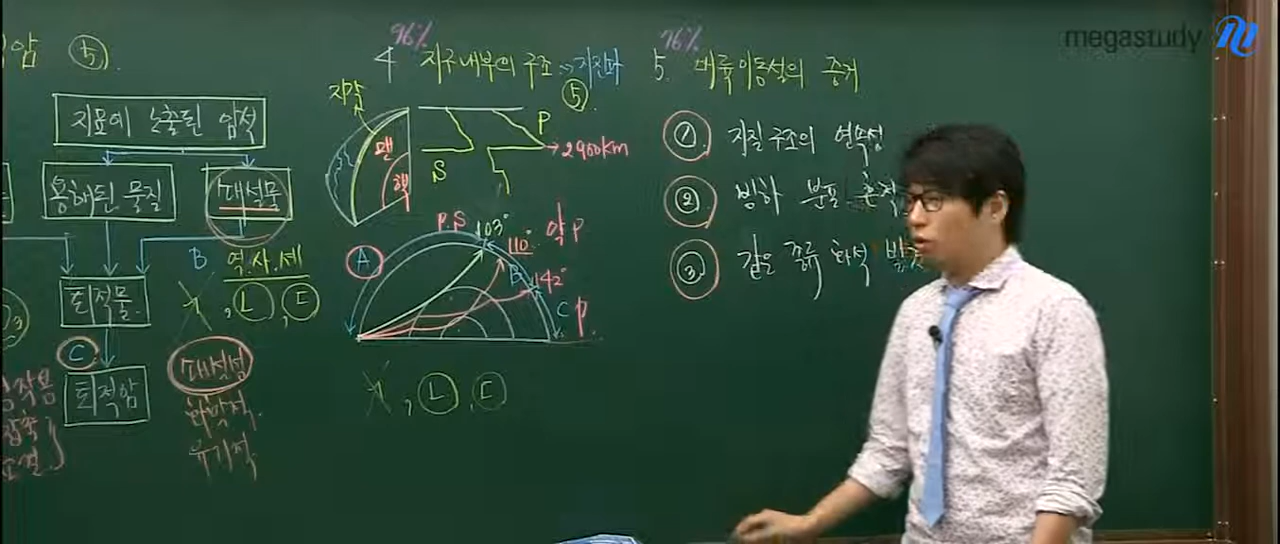 암 ⑤.
지표에 노출된 암석
용해된 물질
쇄설물
B 역.사.셰
퇴적물
ㄱ, ㄴ, ㄷ
C
퇴적암
쇄설성
화학적.
유기적.
96%
4 지구내부의 구조 → 지진파
⑤.
지각
맨
핵
P
S
→ 2900km
P.S
103°
110°
약 P
A
B
142°
C
P.
ㄱ, ㄴ, ㄷ
76%
5. 대륙이동설의 증거
① 지질 구조의 연속성
② 빙하 분포 흔적
③ 같은 종류 화석
megastudy